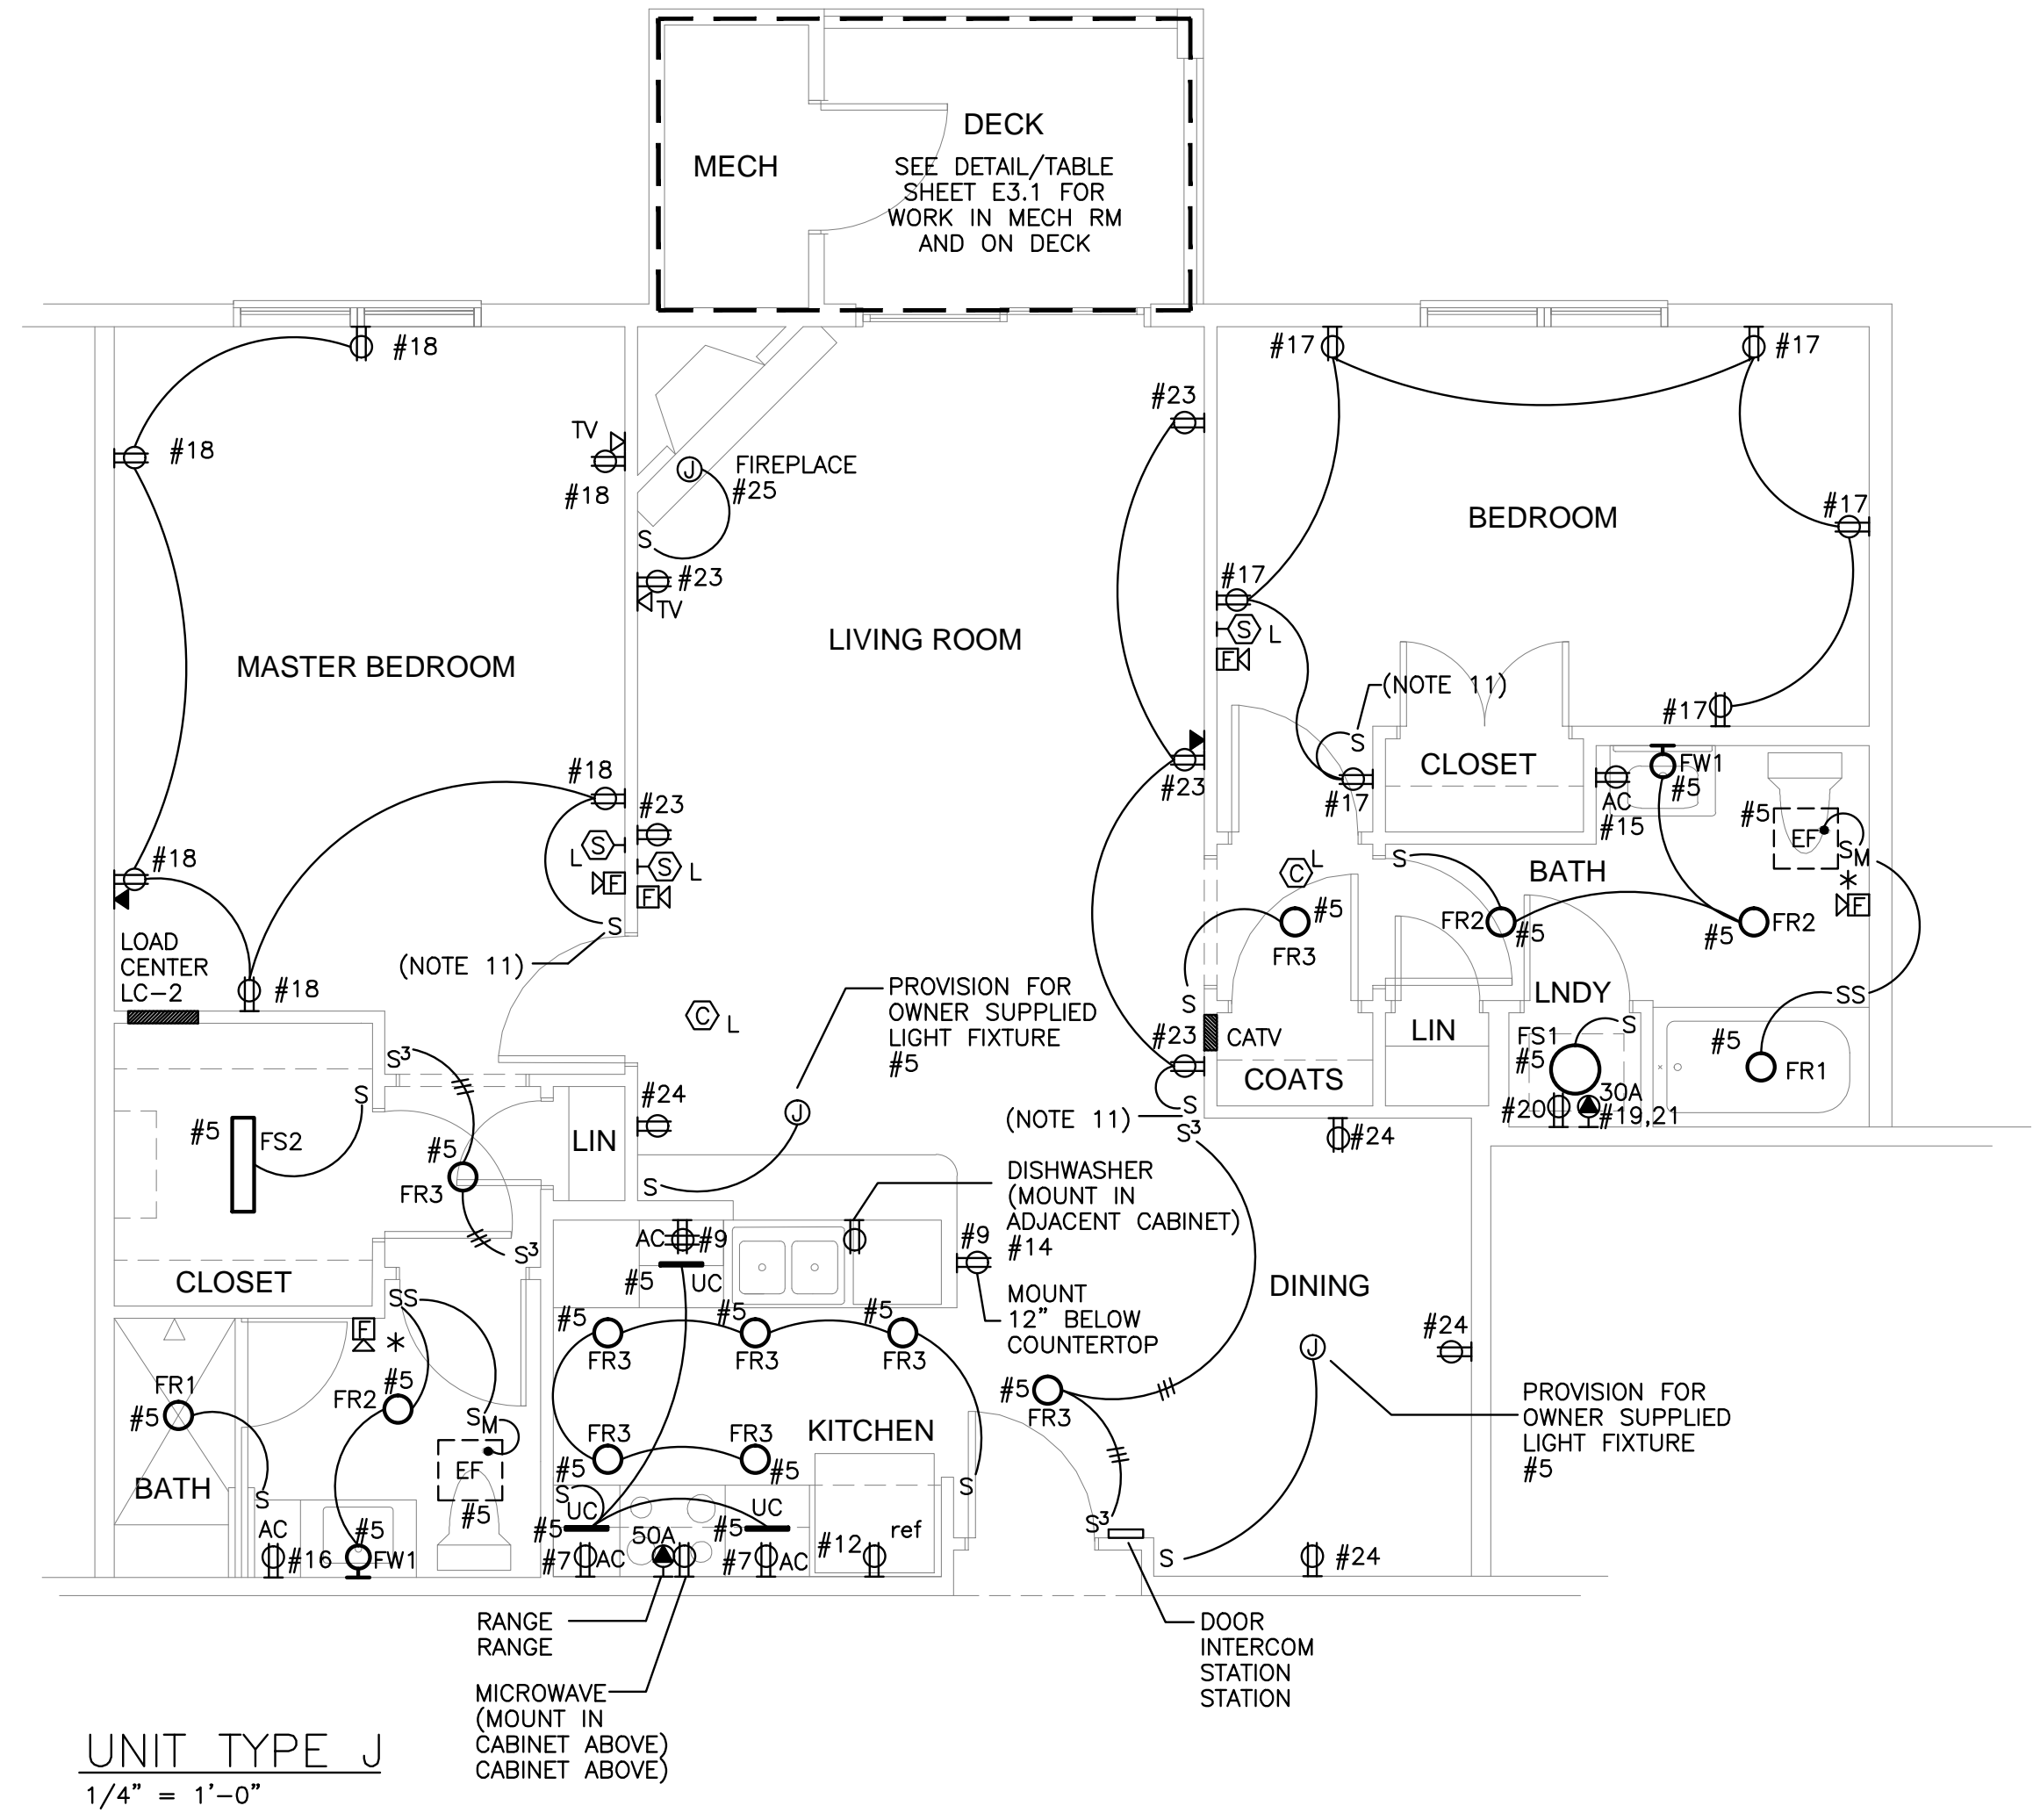 DECK
MECH
SEE DETAIL/TABLE
SHEET E3.1 FOR
WORK IN MECH RM
AND ON DECK
#18
#17
#17
#23
TV
#18
#18
FIREPLACE
#25
J
S
#17
BEDROOM
#23
TV
#17
S
L
F
LIVING ROOM
MASTER BEDROOM
(NOTE 11)
#17
S
CLOSET
FW1
#5
#18
#23
#23
#17
AC
#15
#5
EF
SM
*
F
S
L
S
L
F
F
#18
C
L
S
BATH
LOAD
CENTER
LC-2
(NOTE 11)
S
#5
FR3
FR2
#5
#5
FR2
#18
PROVISION FOR
OWNER SUPPLIED
LIGHT FIXTURE
#5
C
L
S
LNDY
SS
#23
CATV
LIN
FS1
#5
S
#5
FR1
S3
S
COATS
30A
#20
#19,21
#24
J
(NOTE 11)
S
S3
#24
#5
FS2
LIN
#5
FR3
S
DISHWASHER
(MOUNT IN
ADJACENT CABINET)
#14
S3
AC
#9
#9
#5
UC
CLOSET
SS
MOUNT
12" BELOW
COUNTERTOP
DINING
F
*
#5
#5
#5
FR3
FR3
FR3
#24
J
FR1
#5
#5
FR2
#5
FR3
PROVISION FOR
OWNER SUPPLIED
LIGHT FIXTURE
#5
SM
EF
#5
FR3
FR3
#5
#5
KITCHEN
BATH
S
S
S
UC
UC
#5
#5
50A
ref
S3
AC
#16
#5
FW1
#7
AC
#7
AC
#12
S
#24
RANGE
RANGE
DOOR
INTERCOM
STATION
STATION
MICROWAVE
(MOUNT IN
CABINET ABOVE)
CABINET ABOVE)
UNIT TYPE J
1/4" = 1'-0"